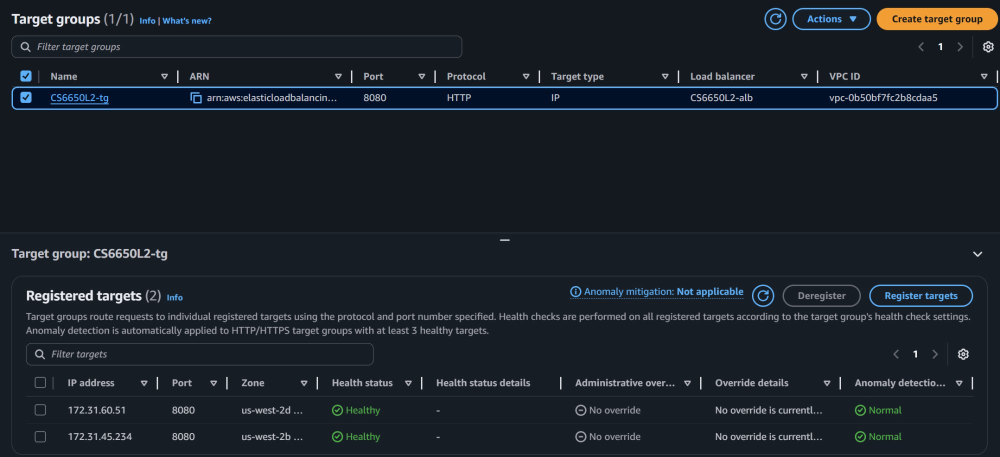 Target groups (1/1) Info | What's new?
Actions
Create target group
Filter target groups
1
Name ARN Port Protocol Target type Load balancer VPC ID
CS6650L2-tg arn:aws:elasticloadbalancin... 8080 HTTP IP CS6650L2-alb vpc-0b50bf7fc2b8cdaa5
Target group: CS6650L2-tg
Registered targets (2) Info
Anomaly mitigation: Not applicable
Deregister
Register targets
Target groups route requests to individual registered targets using the protocol and port number specified. Health checks are performed on all registered targets according to the target group's health check settings.
Anomaly detection is automatically applied to HTTP/HTTPS target groups with at least 3 healthy targets.
Filter targets
1
IP address Port Zone Health status Health status details Administrative over... Override details Anomaly detectio...
172.31.60.51 8080 us-west-2d ... Healthy - No override No override is currentl... Normal
172.31.45.234 8080 us-west-2b ... Healthy - No override No override is currentl... Normal